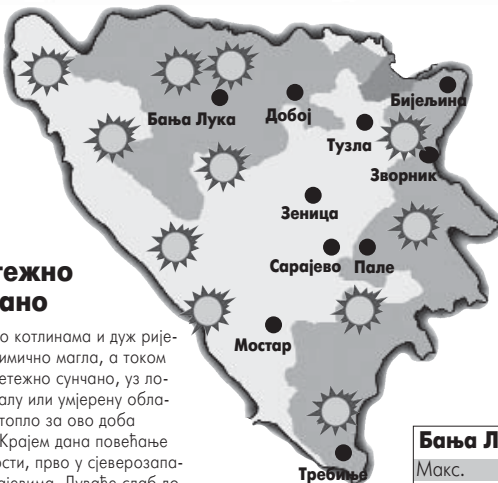 Бања Лука
Добој
Бијељина
Тузла
Зворник
Зеница
Сарајево
Пале
Мостар
Требиње
тежно
ано
о котлинама и дуж рије-
имично магла, а током
етежно сунчано, уз ло-
алу или умјерену обла-
топло за ово доба
Крајем дана повећање
ости, прво у сјеверозапа-
Бања Л
Макс.